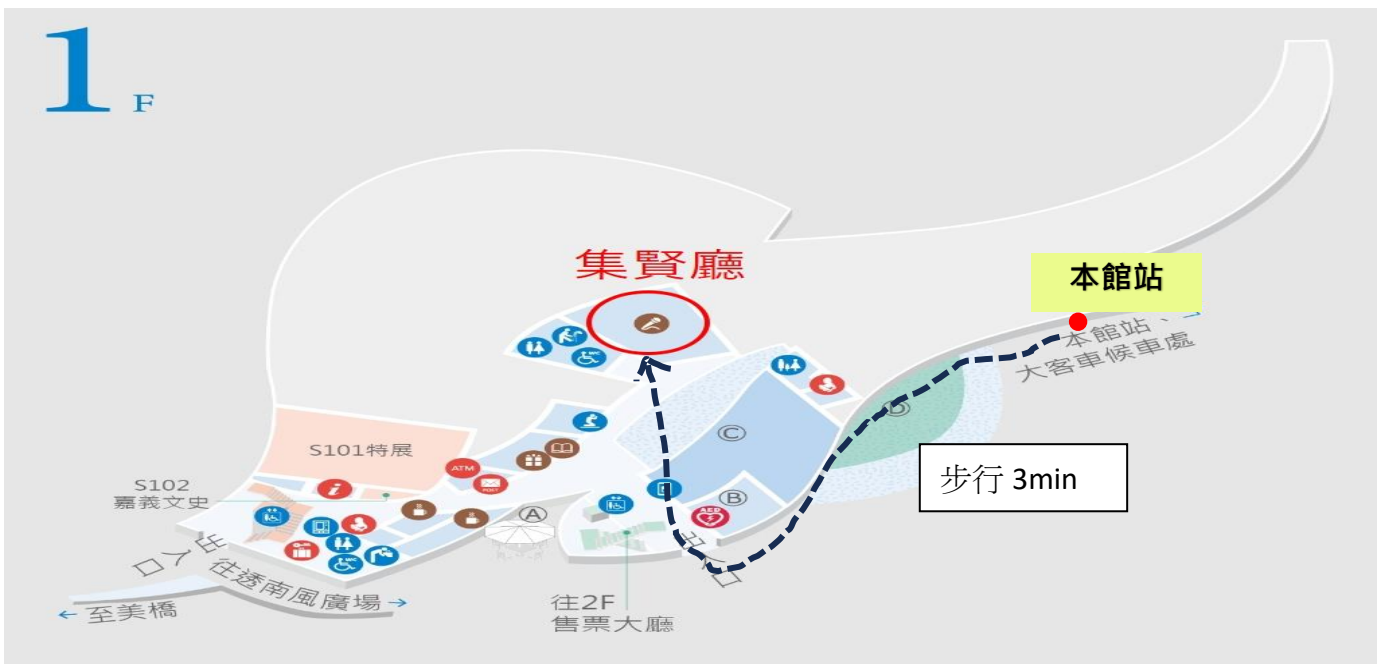 1 F
集賢廳
本館站
本館站、→
大客車候車處
D
C
S101特展
步行 3min
ATM
POST
S102
嘉義文史
B
A
AED
出入口
出入口
往透南風廣場→
←至美橋
往2F
售票大廳